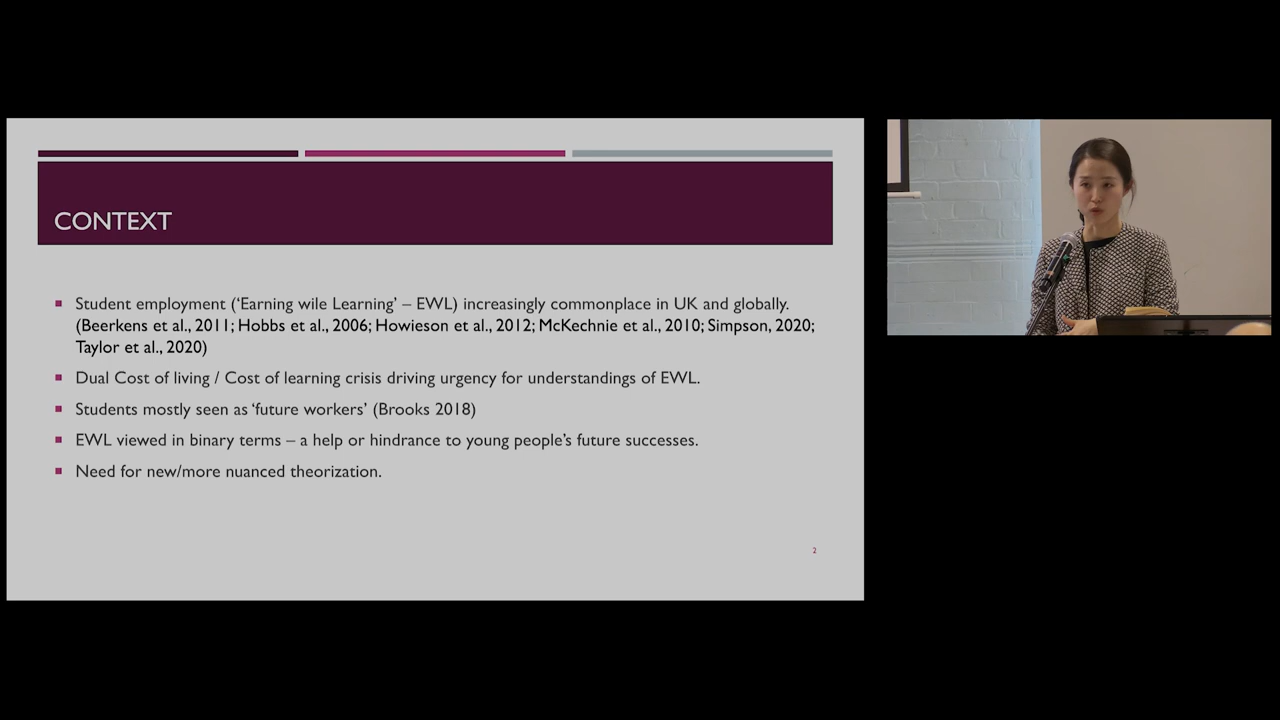 CONTEXT
Student employment (‘Earning wile Learning’ – EWL) increasingly commonplace in UK and globally.
(Beerkens et al., 2011; Hobbs et al., 2006; Howieson et al., 2012; McKechnie et al., 2010; Simpson, 2020;
Taylor et al., 2020)
Dual Cost of living / Cost of learning crisis driving urgency for understandings of EWL.
Students mostly seen as ‘future workers’ (Brooks 2018)
EWL viewed in binary terms – a help or hindrance to young people’s future successes.
Need for new/more nuanced theorization.
2